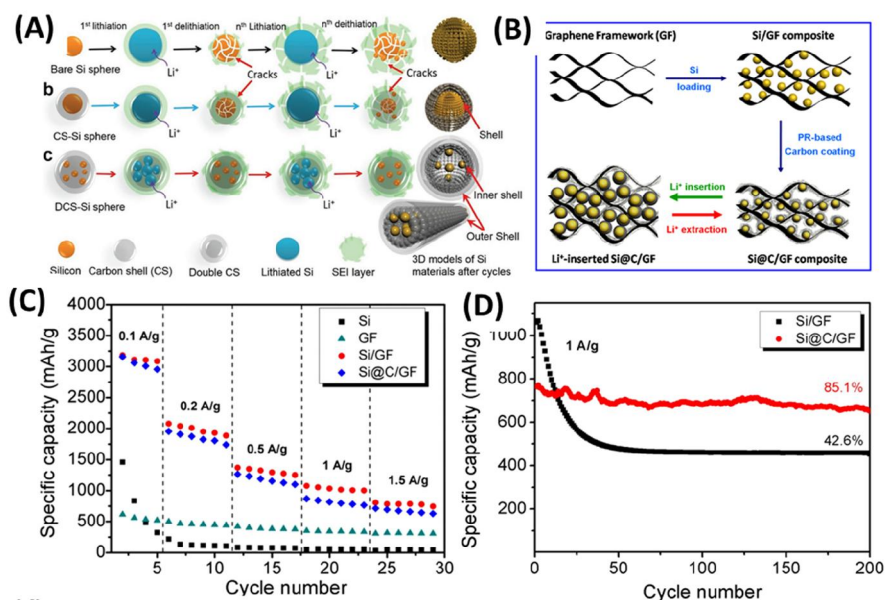 (A)
1st lithiation 1st delithiation nth Lithiation nth deithiation
Li+ Li+
Bare Si sphere
Cracks Cracks
b
Li+ Li+
CS-Si sphere
Shell
c
Li+ Li+
DCS-Si sphere
Inner shell
Outer Shell
Silicon Carbon shell (CS) Double CS Lithiated Si SEI layer
3D models of Si
materials after cycles
(B)
Graphene Framework (GF) Si/GF composite
Si
loading
PR-based
Carbon coating
Li+ insertion
Li+ extraction
Li+-inserted Si@C/GF Si@C/GF composite
(C)
Specific capacity (mAh/g)
4000
3500
3000
2500
2000
1500
1000
500
0
0.1 A/g
0.2 A/g
0.5 A/g
1 A/g
1.5 A/g
Si
GF
Si/GF
Si@C/GF
5 10 15 20 25 30
Cycle number
(D)
Specific capacity (mAh/g)
1000
800
600
400
200
1 A/g
Si/GF
Si@C/GF
85.1%
42.6%
0 50 100 150 200
Cycle number